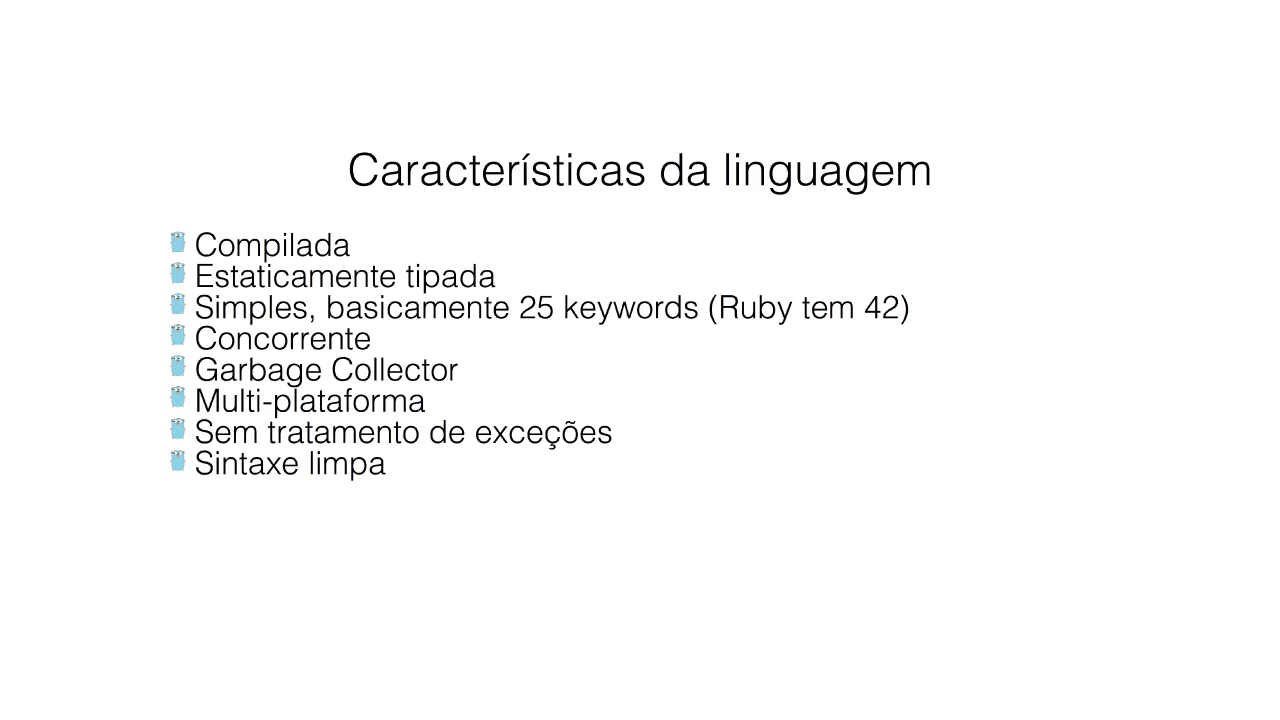 Características da linguagem
Compilada
Estaticamente tipada
Simples, basicamente 25 keywords (Ruby tem 42)
Concorrente
Garbage Collector
Multi-plataforma
Sem tratamento de exceções
Sintaxe limpa